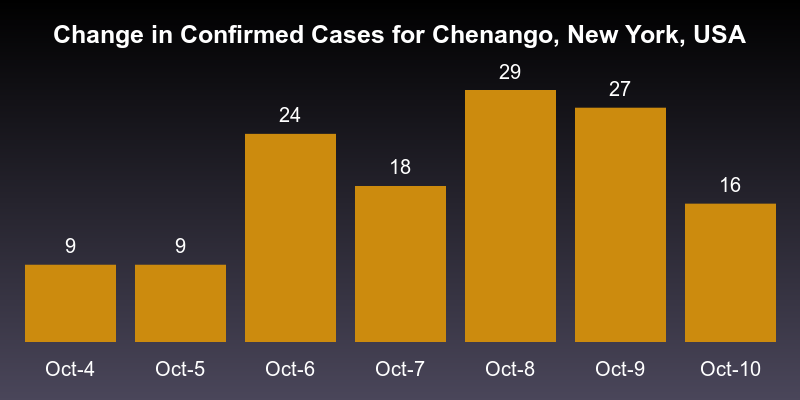 Change in Confirmed Cases for Chenango, New York, USA
9
9
24
18
29
27
16
Oct-4
Oct-5
Oct-6
Oct-7
Oct-8
Oct-9
Oct-10